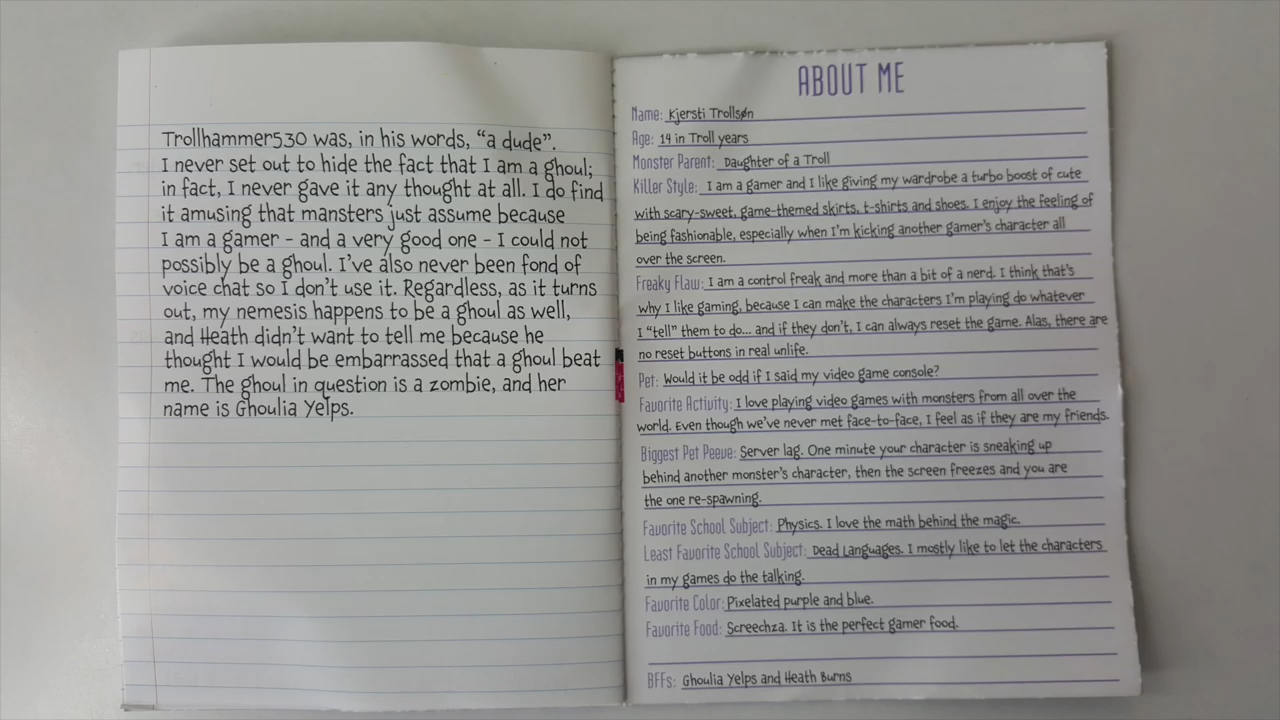 Trollhammer530 was, in his words, “a dude”.
I never set out to hide the fact that I am a ghoul;
in fact, I never gave it any thought at all. I do find
it amusing that mansters just assume because
I am a gamer – and a very good one – I could not
possibly be a ghoul. I’ve also never been fond of
voice chat so I don’t use it. Regardless, as it turns
out, my nemesis happens to be a ghoul as well,
and Heath didn’t want to tell me because he
thought I would be embarrassed that a ghoul beat
me. The ghoul in question is a zombie, and her
name is Ghoulia Yelps.
ABOUT ME
Name: Kjersti Trollsøn
Age: 14 in Troll years
Monster Parent: Daughter of a Troll
Killer Style: I am a gamer and I like giving my wardrobe a turbo boost of cute
with scary-sweet, game-themed skirts, t-shirts and shoes. I enjoy the feeling of
being fashionable, especially when I’m kicking another gamer’s character all
over the screen.
Freaky Flaw: I am a control freak and more than a bit of a nerd. I think that’s
why I like gaming, because I can make the characters I’m playing do whatever
I “tell” them to do... and if they don’t, I can always reset the game. Alas, there are
no reset buttons in real unlife.
Pet: Would it be odd if I said my video game console?
Favorite Activity: I love playing video games with monsters from all over the
world. Even though we’ve never met face-to-face, I feel as if they are my friends.
Biggest Pet Peeve: Server lag. One minute your character is sneaking up
behind another monster’s character, then the screen freezes and you are
the one re-spawning.
Favorite School Subject: Physics. I love the math behind the magic.
Least Favorite School Subject: Dead Languages. I mostly like to let the characters
in my games do the talking.
Favorite Color: Pixelated purple and blue.
Favorite Food: Screechza. It is the perfect gamer food.
BFFs: Ghoulia Yelps and Heath Burns